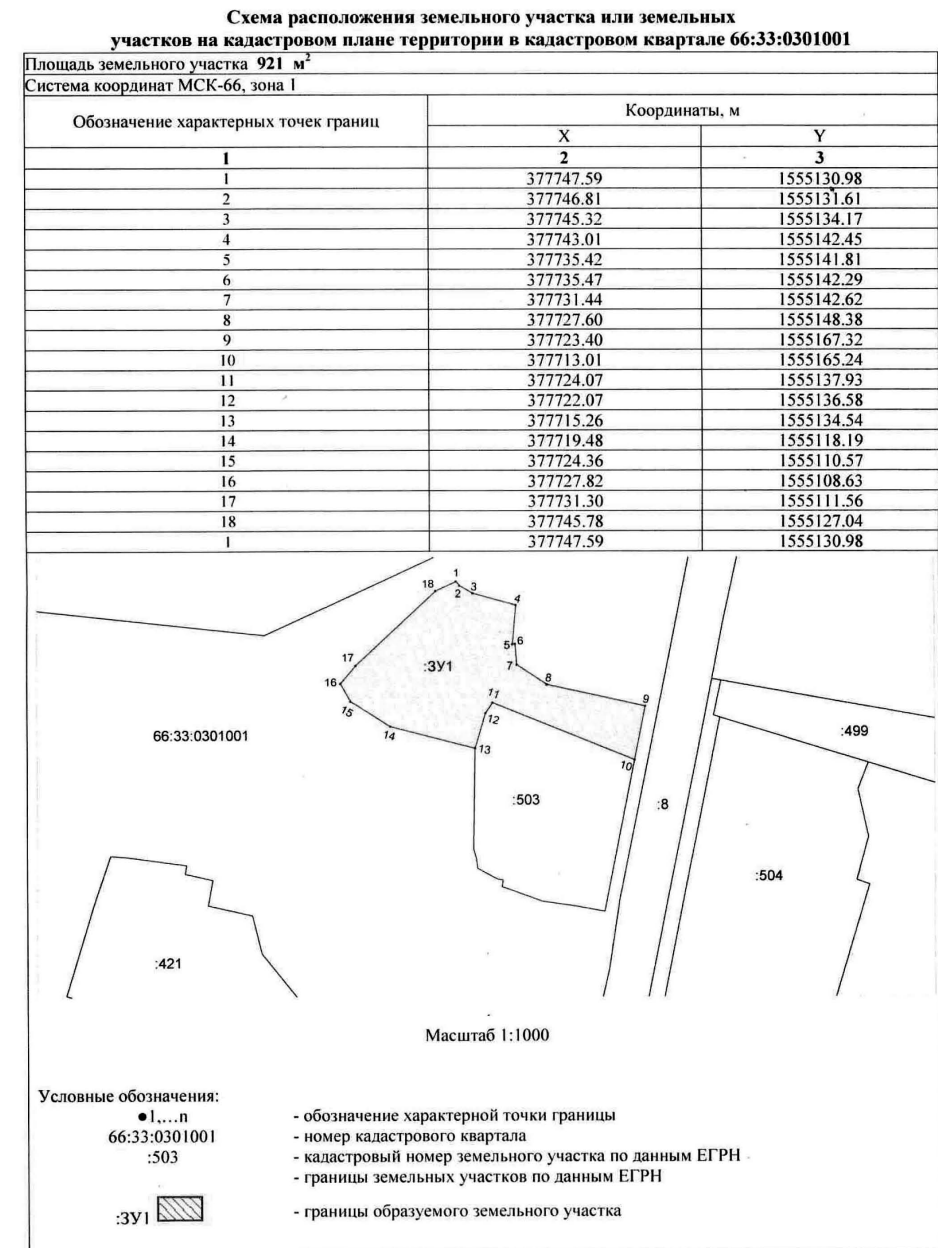 Схема расположения земельного участка или земельных
участков на кадастровом плане территории в кадастровом квартале 66:33:0301001
Площадь земельного участка 921 м²
Система координат МСК-66, зона 1
Обозначение характерных точек границ
Координаты, м
X Y
1 2 3
1 377747.59 1555130.98
2 377746.81 1555131.61
3 377745.32 1555134.17
4 377743.01 1555142.45
5 377735.42 1555141.81
6 377735.47 1555142.29
7 377731.44 1555142.62
8 377727.60 1555148.38
9 377723.40 1555167.32
10 377713.01 1555165.24
11 377724.07 1555137.93
12 377722.07 1555136.58
13 377715.26 1555134.54
14 377719.48 1555118.19
15 377724.36 1555110.57
16 377727.82 1555108.63
17 377731.30 1555111.56
18 377745.78 1555127.04
1 377747.59 1555130.98
1
18
2
3
4
5
6
17
:ЗУ1
7
16
8
11
9
15
12
14
66:33:0301001
13
:499
10
:503
:8
:504
:421
Масштаб 1:1000
Условные обозначения:
●1,...n - обозначение характерной точки границы
66:33:0301001 - номер кадастрового квартала
:503 - кадастровый номер земельного участка по данным ЕГРН
- границы земельных участков по данным ЕГРН
:ЗУ1 - границы образуемого земельного участка